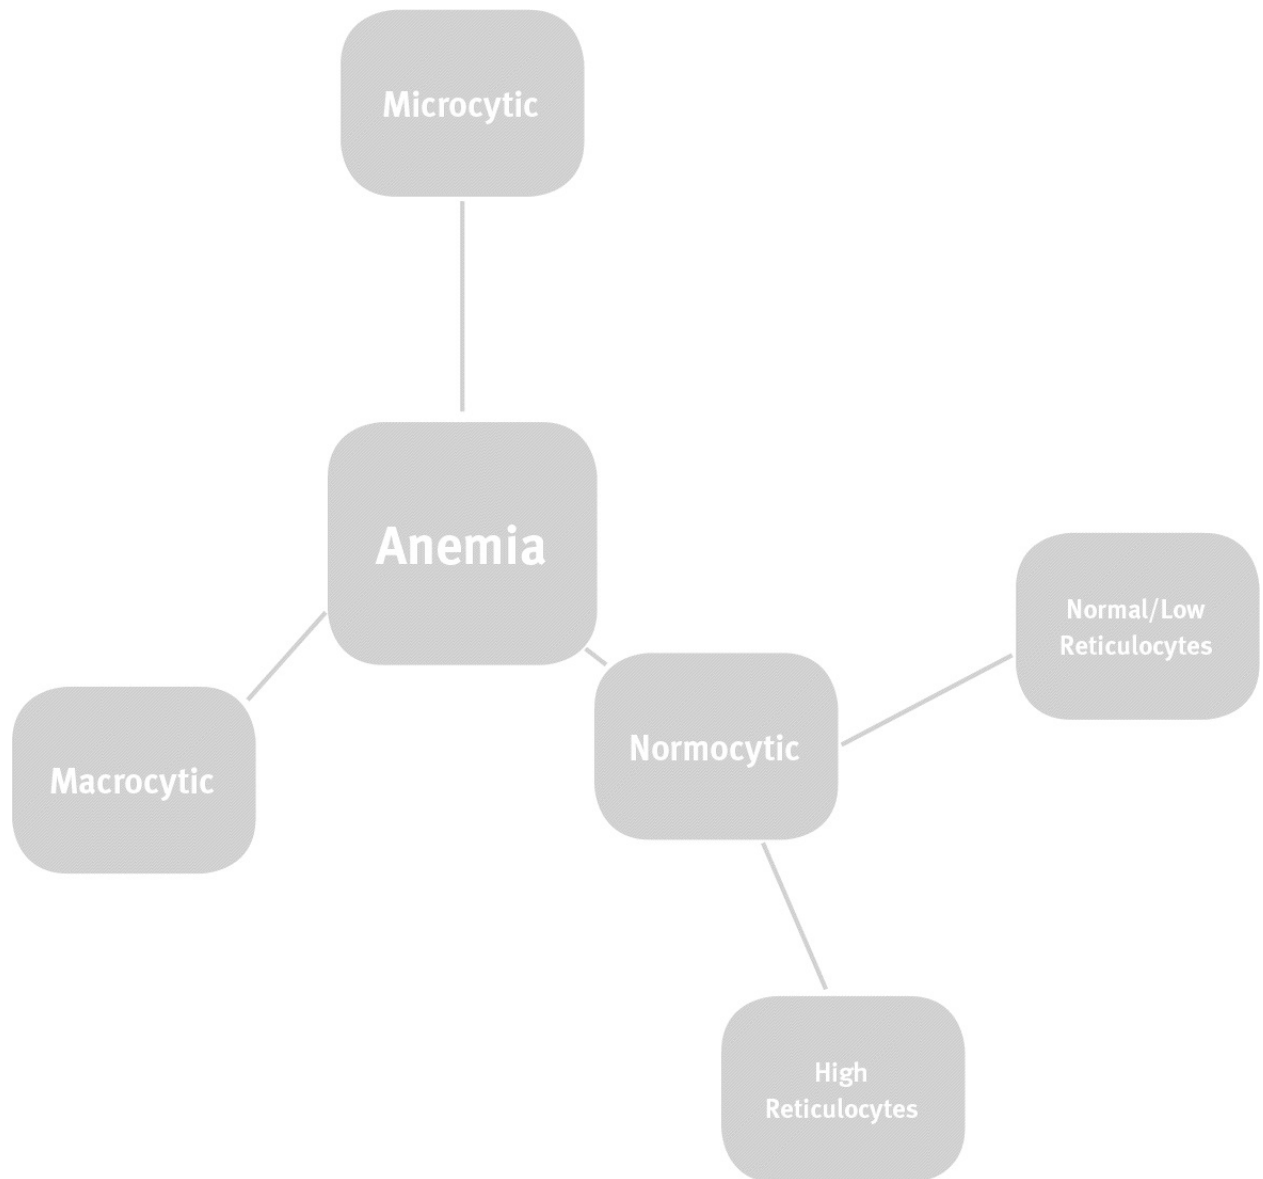 Microcytic
Anemia
Normal/Low
Reticulocytes
Normocytic
Macrocytic
High
Reticulocytes